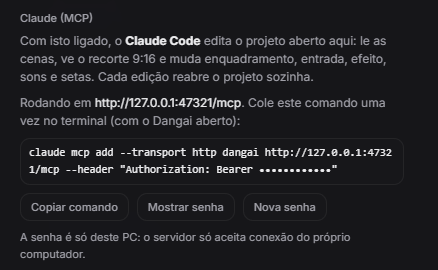 Claude (MCP)
Com isto ligado, o Claude Code edita o projeto aberto aqui: le as
cenas, ve o recorte 9:16 e muda enquadramento, entrada, efeito,
sons e setas. Cada edição reabre o projeto sozinha.
Rodando em http://127.0.0.1:47321/mcp. Cole este comando uma
vez no terminal (com o Dangai aberto):
claude mcp add --transport http dangai http://127.0.0.1:4732
1/mcp --header "Authorization: Bearer ••••••••••••"
Copiar comando
Mostrar senha
Nova senha
A senha é só deste PC: o servidor só aceita conexão do próprio
computador.